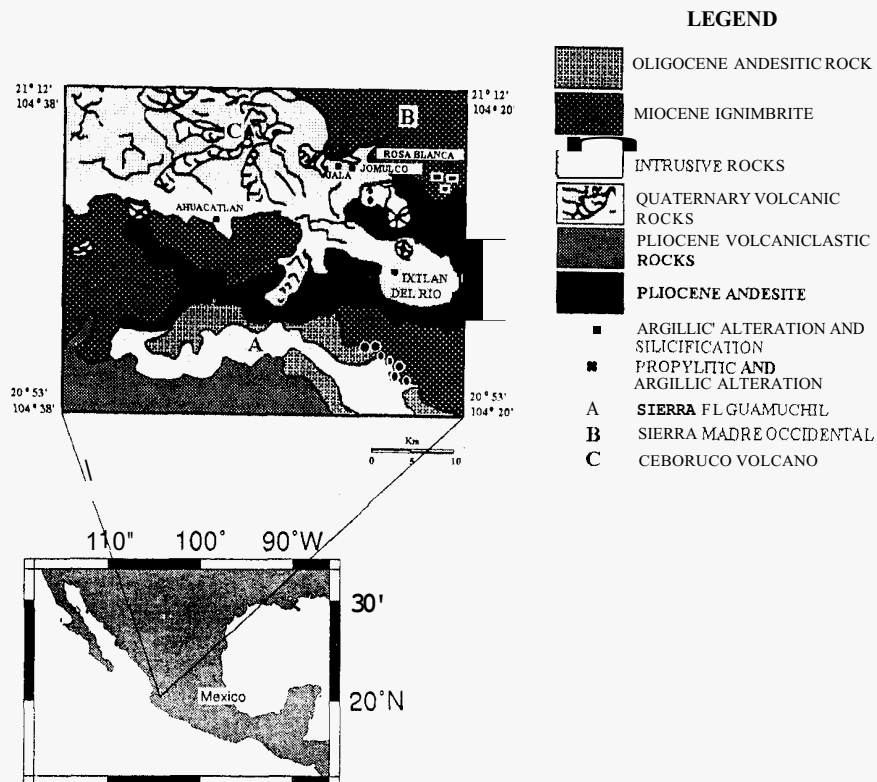 LEGEND
OLIGOCENE ANDESITIC ROCK
MIOCENE IGNIMBRITE
INTRUSIVE ROCKS
QUATERNARY VOLCANIC
ROCKS
PLIOCENE VOLCANICLASTIC
ROCKS
PLIOCENE ANDESITE
ARGILLIC' ALTERATION AND
SILICIFICATION
PROPYLITIC AND
ARGILLIC ALTERATION
A SIERRA FL GUAMUCHIL
B SIERRA MADRE OCCIDENTAL
C CEBORUCO VOLCANO
21° 12'
104° 38'
21° 12'
104° 20'
B
C
ROSA BLANCA
JALA
JOMULCO
AHUACATLAN
IXTLAN
DEL RIO
A
20° 53'
104° 38'
20° 53'
104° 20'
Km
0 5 10
110" 100° 90°W
30'
20°N
Mexico